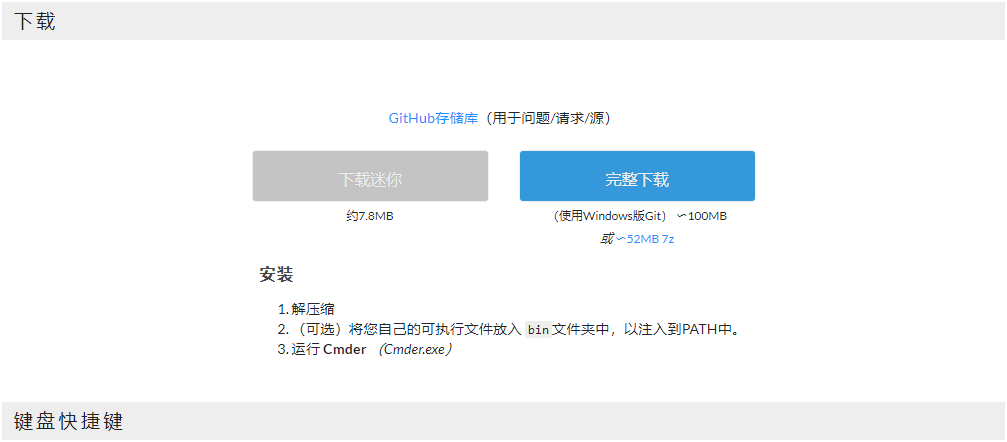 下载
GitHub存储库（用于问题/请求/源）
下载迷你
完整下载
约7.8MB
（使用Windows版Git） ∽100MB
或∽52MB 7z
安装
1. 解压缩
2. （可选）将您自己的可执行文件放入 bin文件夹中，以注入到PATH中。
3. 运行 Cmder （Cmder.exe）
键盘快捷键